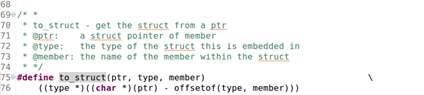 68
69 /* *
70  * to_struct - get the struct from a ptr
71  * @ptr:    a struct pointer of member
72  * @type:   the type of the struct this is embedded in
73  * @member: the name of the member within the struct
74  * */
75 #define to_struct(ptr, type, member) \
76     ((type *)((char *)(ptr) - offsetof(type, member)))